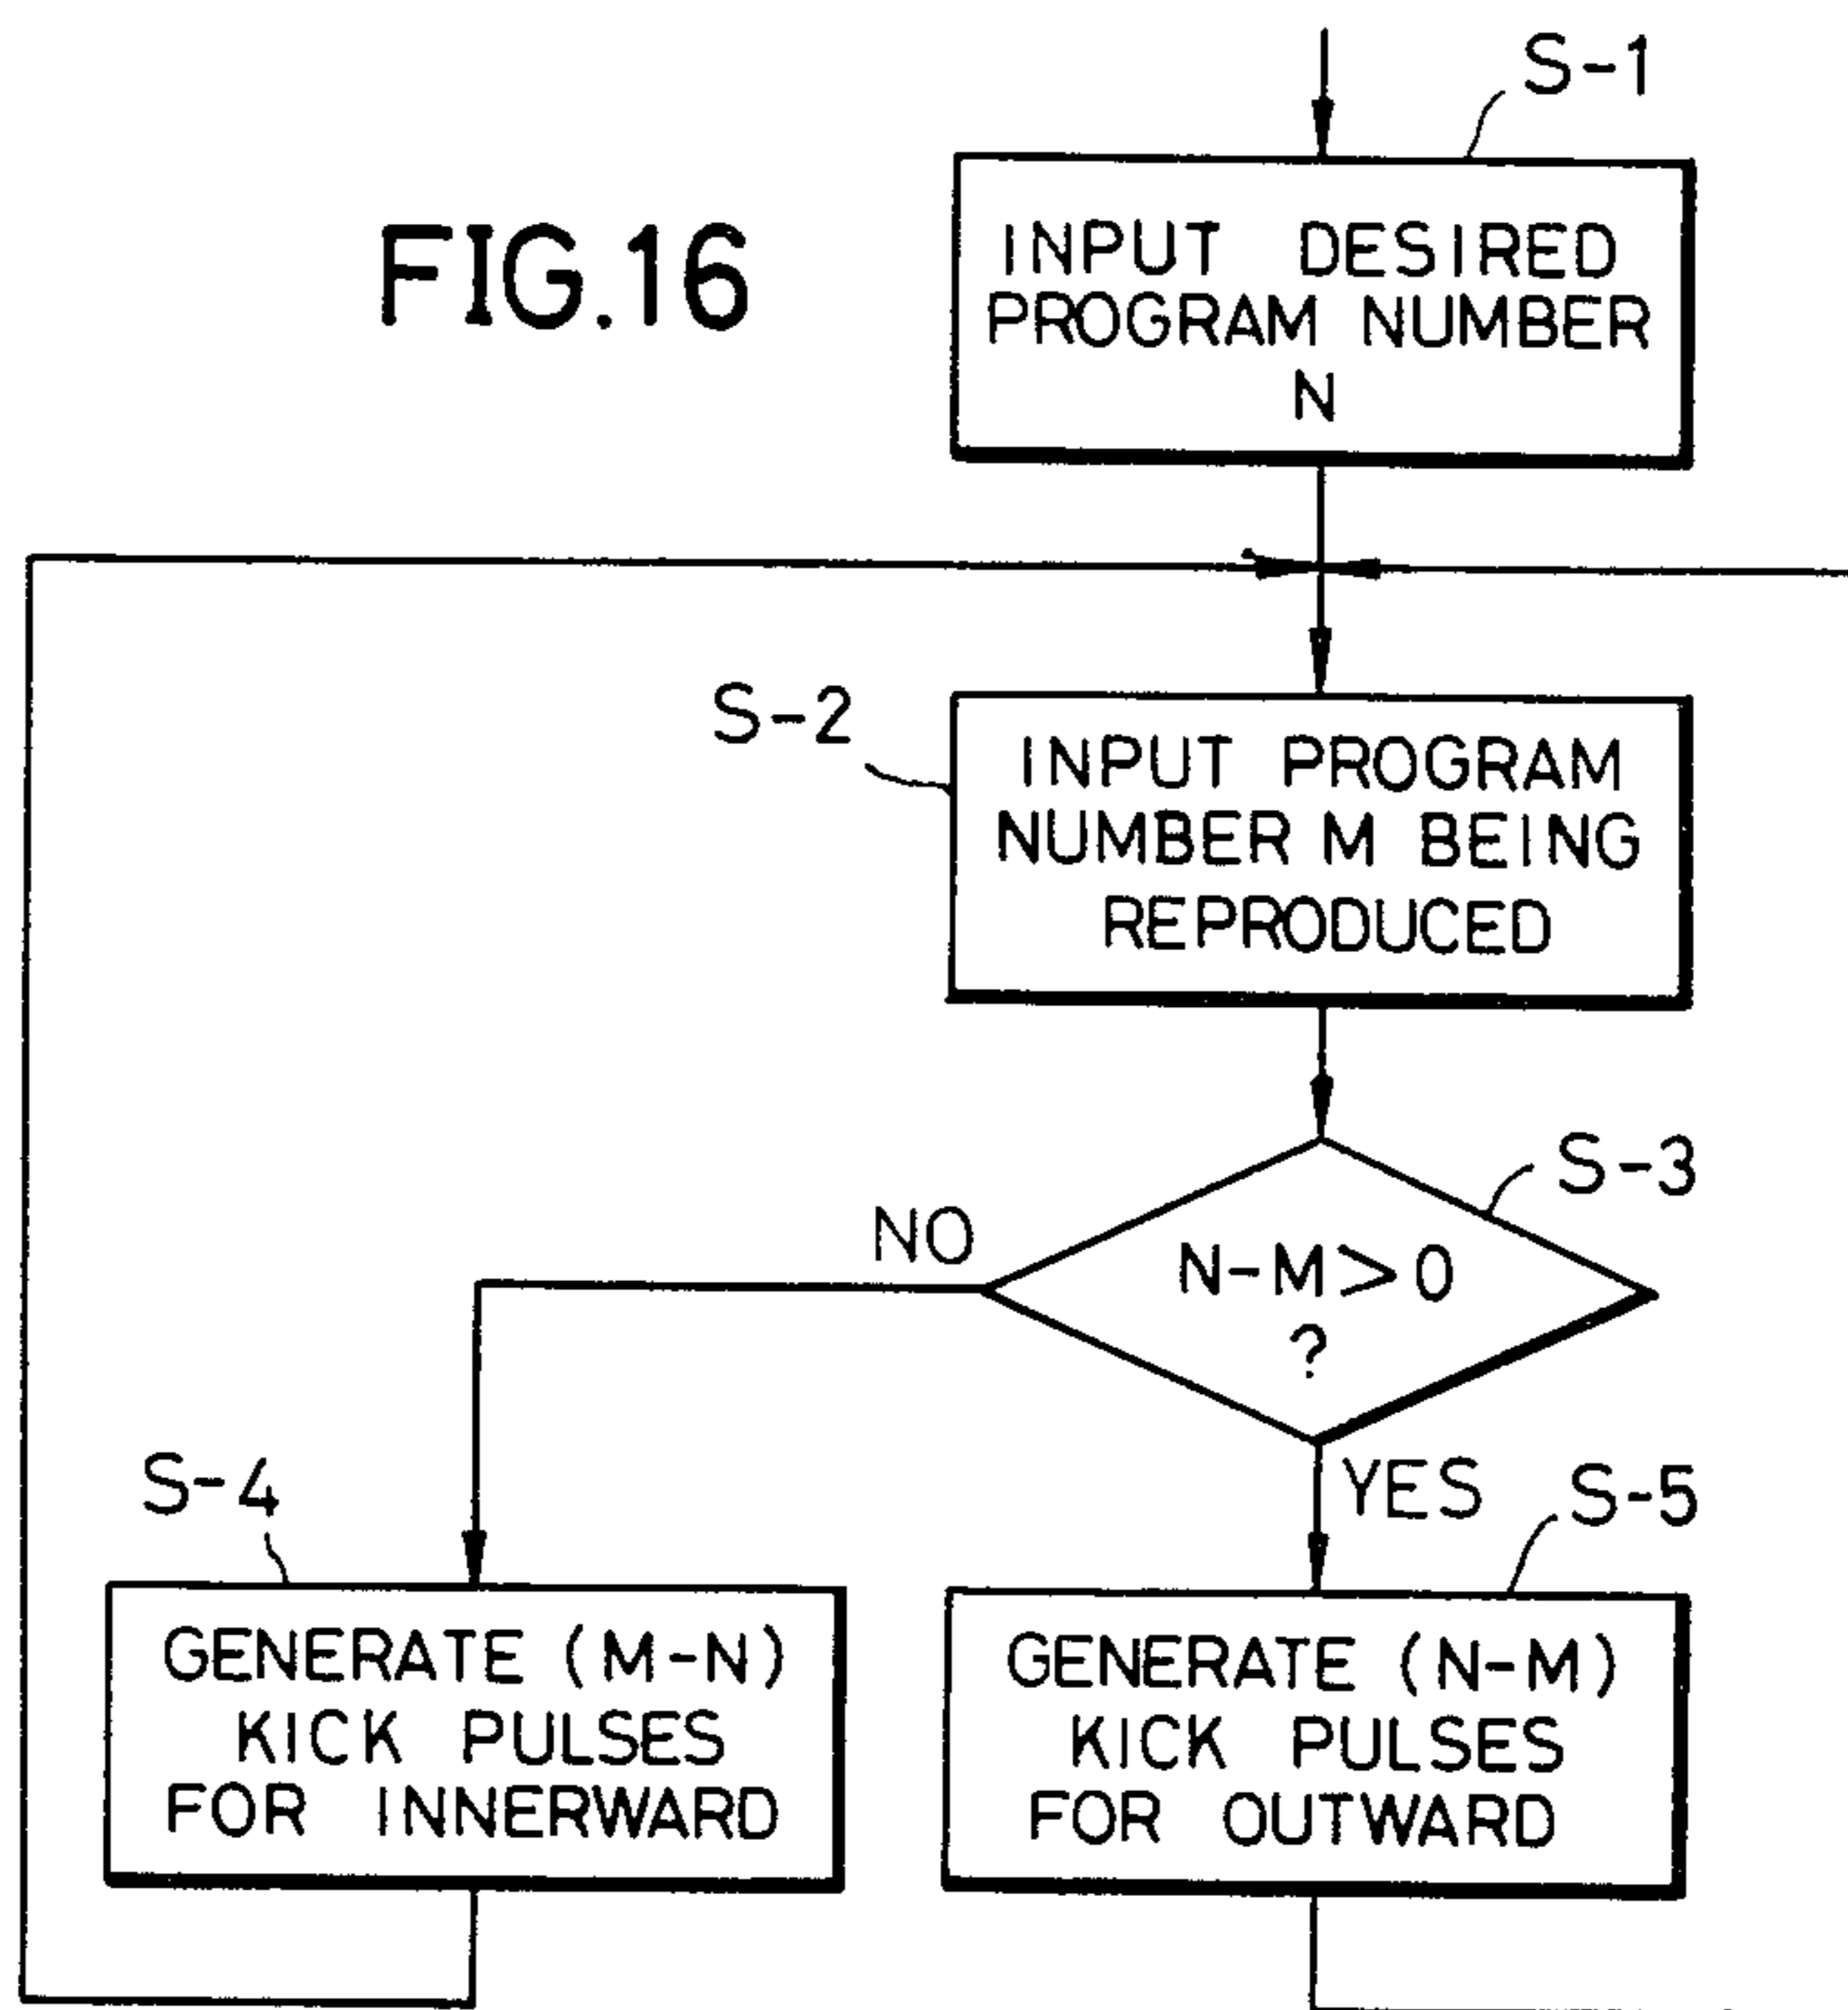 FIG.16
S-1
INPUT DESIRED
PROGRAM NUMBER
N
S-2
INPUT PROGRAM
NUMBER M BEING
REPRODUCED
S-3
N-M>0
?
NO
YES
S-4
GENERATE (M-N)
KICK PULSES
FOR INNERWARD
S-5
GENERATE (N-M)
KICK PULSES
FOR OUTWARD